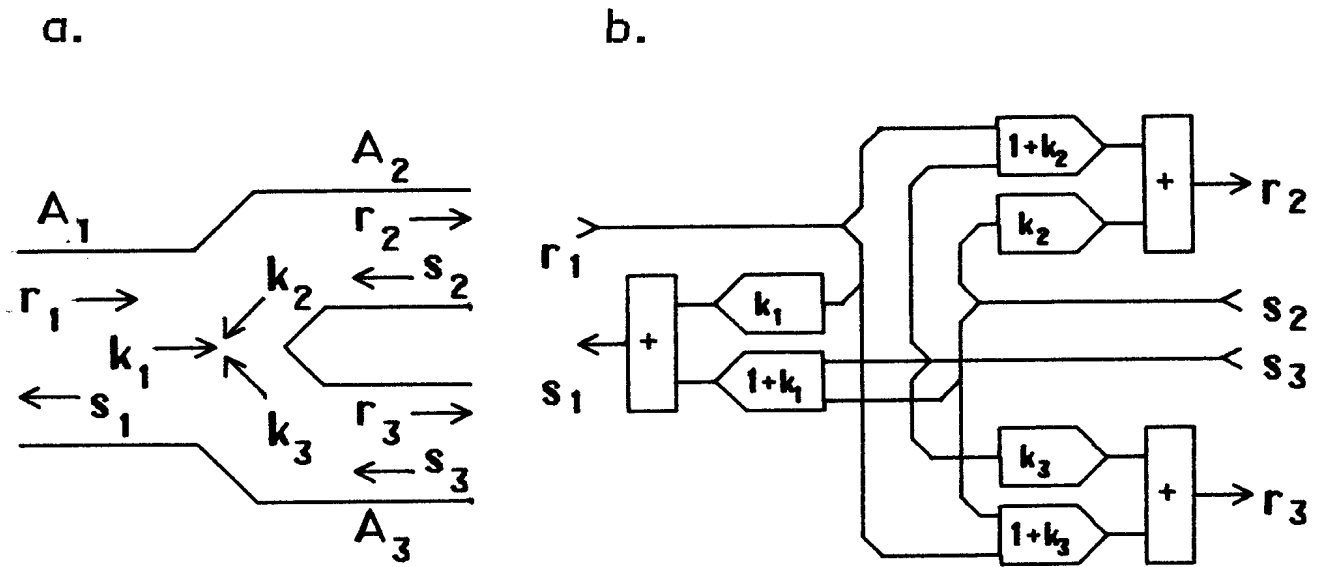 a.
A₁
A₂
r₁
k₁
s₁
k₂
k₃
r₂
s₂
r₃
s₃
A₃
b.
r₁
s₁
+
k₁
1+k₁
1+k₂
k₂
+
r₂
s₂
s₃
k₃
1+k₃
+
r₃